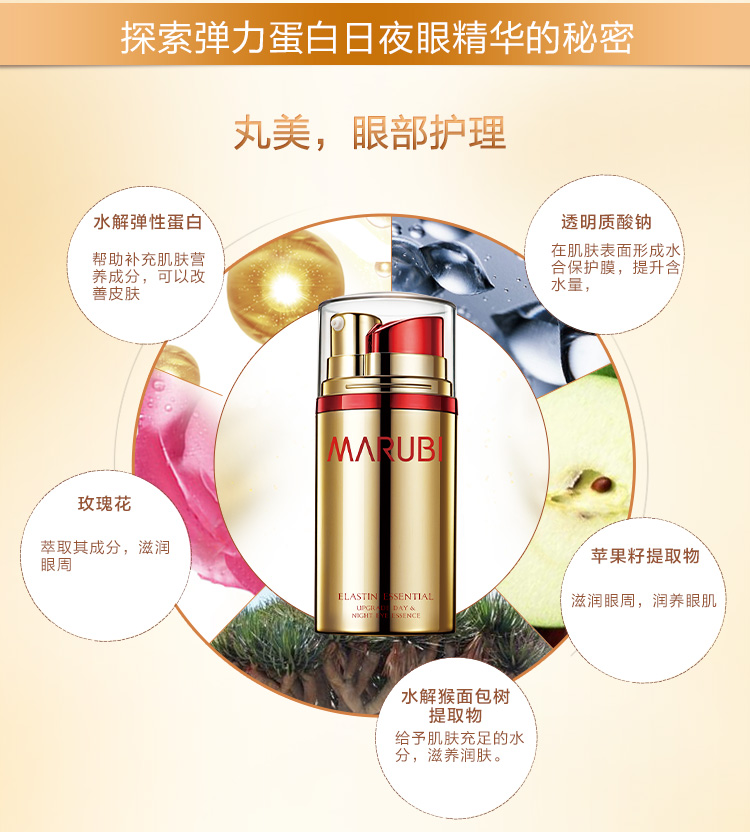 探索弹力蛋白日夜眼精华的秘密
丸美，眼部护理
水解弹性蛋白
帮助补充肌肤营
养成分，可以改
善皮肤
透明质酸钠
在肌肤表面形成水
合保护膜，提升含
水量，
MARUBI
ELASTIN ESSENTIAL
UPGRADE DAY &
NIGHT EYE ESSENCE
玫瑰花
萃取其成分，滋润
眼周
苹果籽提取物
滋润眼周，润养眼肌
水解猴面包树
提取物
给予肌肤充足的水
分，滋养润肤。